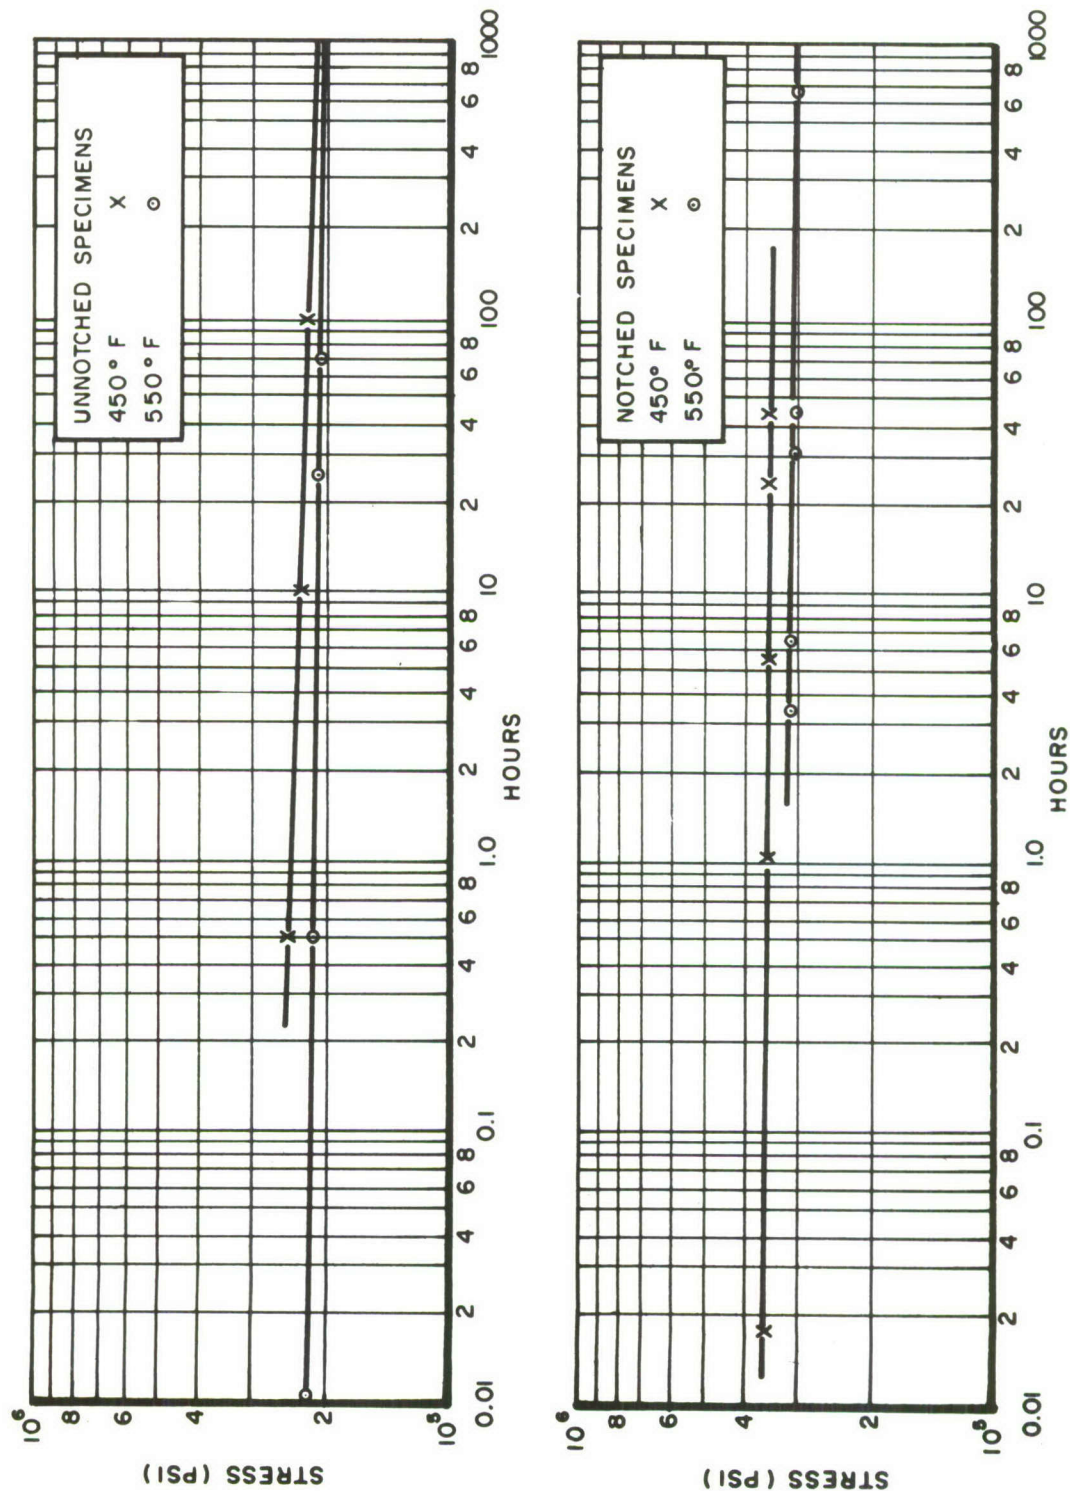 UNNOTCHED SPECIMENS
450° F X
550° F ⊙
STRESS (PSI)
10⁶
8
6
4
2
10⁵
0.01 2 4 6 8 0.1 2 4 6 8 1.0 2 4 6 8 10 2 4 6 8 100 2 4 6 8 1000
HOURS
NOTCHED SPECIMENS
450° F X
550° F ⊙
STRESS (PSI)
10⁶
8
6
4
2
10⁵
0.01 2 4 6 8 0.1 2 4 6 8 1.0 2 4 6 8 10 2 4 6 8 100 2 4 6 8 1000
HOURS